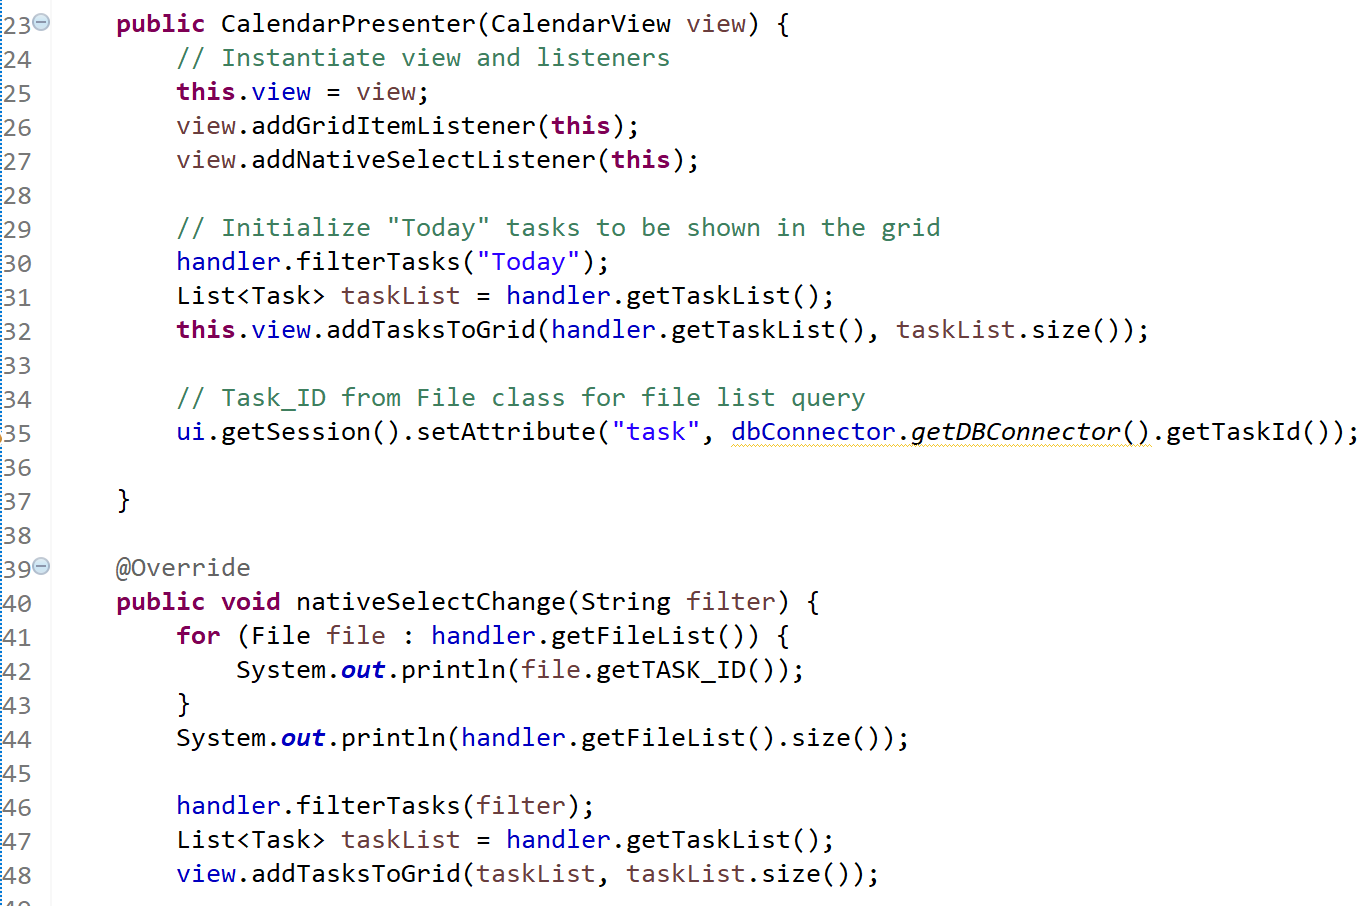 23 public CalendarPresenter(CalendarView view) {
24 // Instantiate view and listeners
25 this.view = view;
26 view.addGridItemListener(this);
27 view.addNativeSelectListener(this);
28
29 // Initialize "Today" tasks to be shown in the grid
30 handler.filterTasks("Today");
31 List<Task> taskList = handler.getTaskList();
32 this.view.addTasksToGrid(handler.getTaskList(), taskList.size());
33
34 // Task_ID from File class for file list query
35 ui.getSession().setAttribute("task", dbConnector.getDBConnector().getTaskId());
36
37 }
38
39 @Override
40 public void nativeSelectChange(String filter) {
41 for (File file : handler.getFileList()) {
42 System.out.println(file.getTASK_ID());
43 }
44 System.out.println(handler.getFileList().size());
45
46 handler.filterTasks(filter);
47 List<Task> taskList = handler.getTaskList();
48 view.addTasksToGrid(taskList, taskList.size());